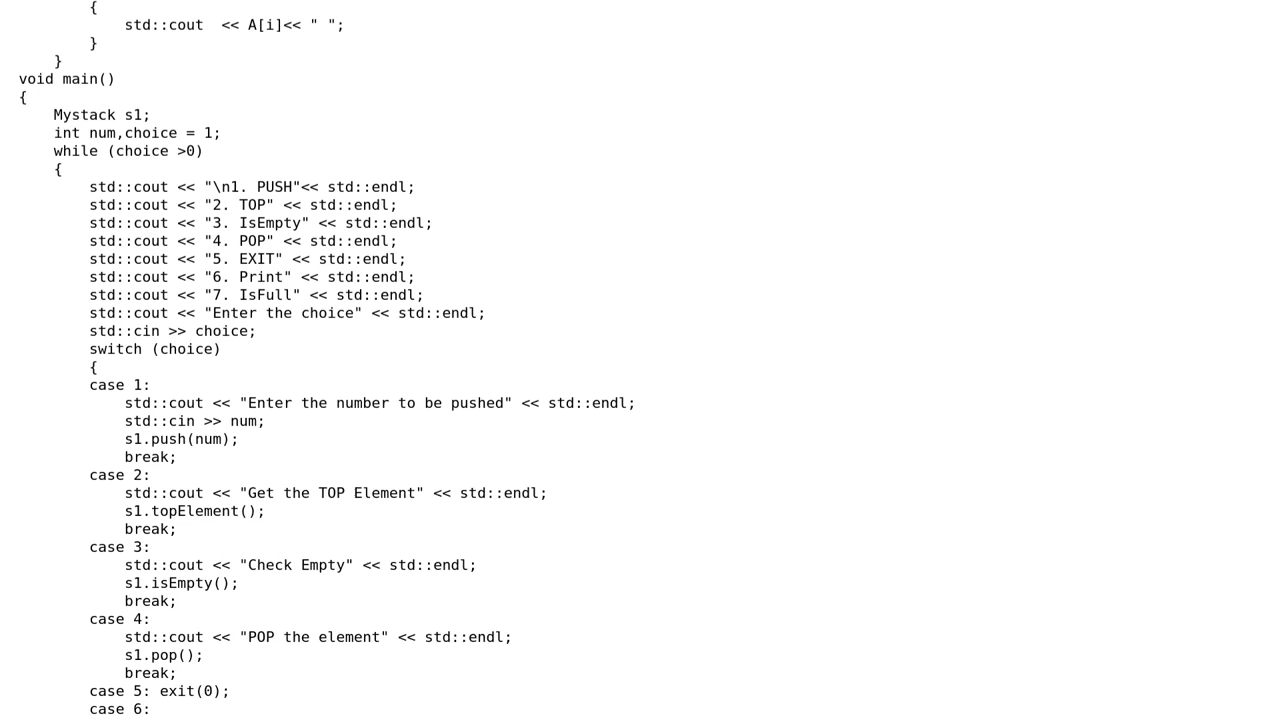 {
            std::cout  << A[i]<< " ";
        }
    }
void main()
{
    Mystack s1;
    int num,choice = 1;
    while (choice >0)
    {
        std::cout << "\n1. PUSH"<< std::endl;
        std::cout << "2. TOP" << std::endl;
        std::cout << "3. IsEmpty" << std::endl;
        std::cout << "4. POP" << std::endl;
        std::cout << "5. EXIT" << std::endl;
        std::cout << "6. Print" << std::endl;
        std::cout << "7. IsFull" << std::endl;
        std::cout << "Enter the choice" << std::endl;
        std::cin >> choice;
        switch (choice)
        {
        case 1:
            std::cout << "Enter the number to be pushed" << std::endl;
            std::cin >> num;
            s1.push(num);
            break;
        case 2:
            std::cout << "Get the TOP Element" << std::endl;
            s1.topElement();
            break;
        case 3:
            std::cout << "Check Empty" << std::endl;
            s1.isEmpty();
            break;
        case 4:
            std::cout << "POP the element" << std::endl;
            s1.pop();
            break;
        case 5: exit(0);
        case 6: